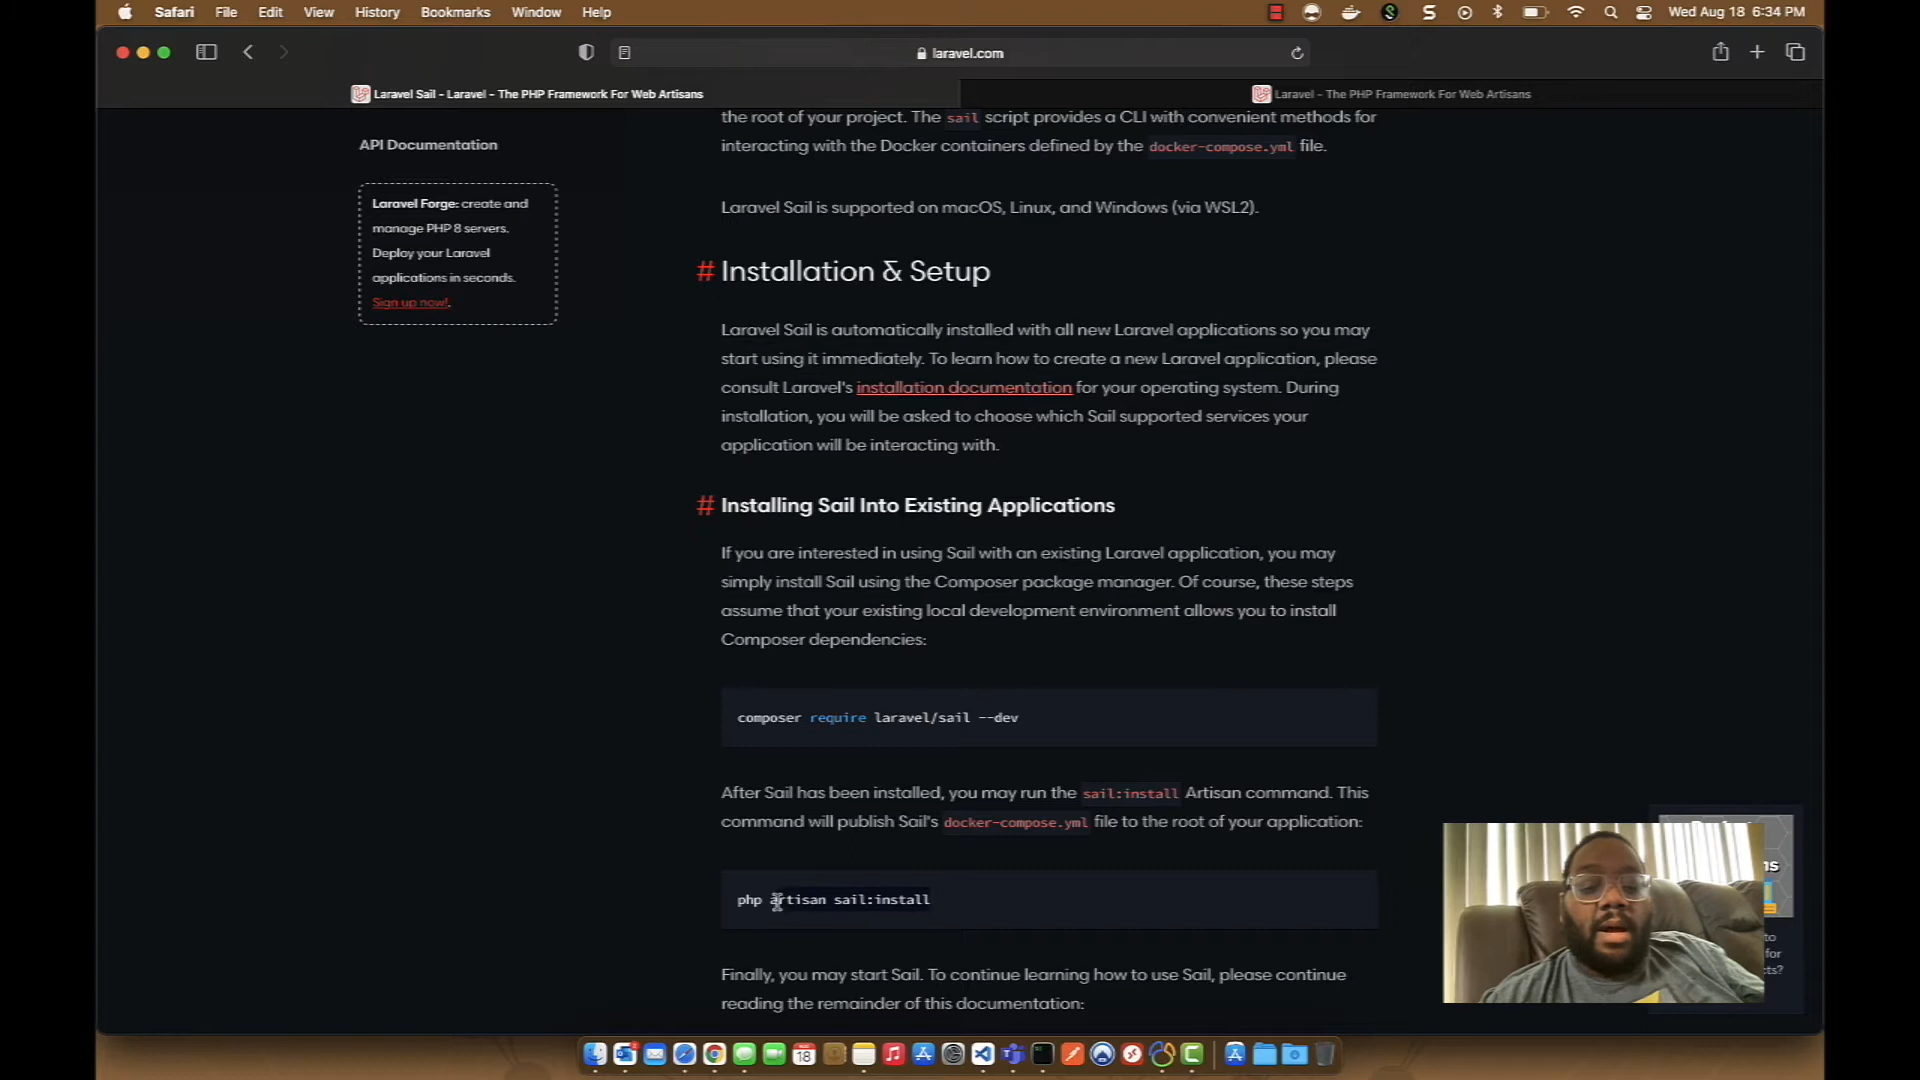 Safari File Edit View History Bookmarks Window Help Wed Aug 18 6:34 PM
laravel.com
Laravel Sail - Laravel - The PHP Framework For Web Artisans
Laravel - The PHP Framework For Web Artisans
API Documentation
Laravel Forge: create and
manage PHP 8 servers.
Deploy your Laravel
applications in seconds.
Sign up now!.
the root of your project. The sail script provides a CLI with convenient methods for
interacting with the Docker containers defined by the docker-compose.yml file.
Laravel Sail is supported on macOS, Linux, and Windows (via WSL2).
# Installation & Setup
Laravel Sail is automatically installed with all new Laravel applications so you may
start using it immediately. To learn how to create a new Laravel application, please
consult Laravel's installation documentation for your operating system. During
installation, you will be asked to choose which Sail supported services your
application will be interacting with.
# Installing Sail Into Existing Applications
If you are interested in using Sail with an existing Laravel application, you may
simply install Sail using the Composer package manager. Of course, these steps
assume that your existing local development environment allows you to install
Composer dependencies:
composer require laravel/sail --dev
After Sail has been installed, you may run the sail:install Artisan command. This
command will publish Sail's docker-compose.yml file to the root of your application:
php artisan sail:install
Finally, you may start Sail. To continue learning how to use Sail, please continue
reading the remainder of this documentation:
to
for
18